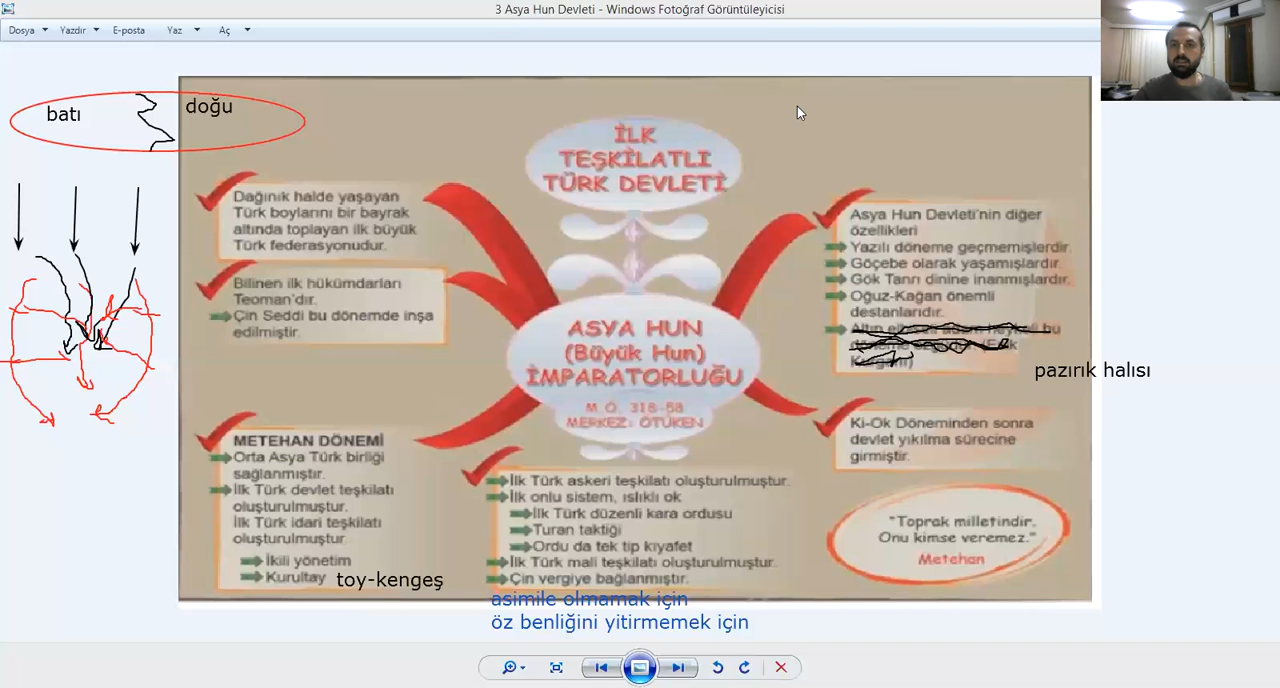 3 Asya Hun Devleti - Windows Fotoğraf Görüntüleyicisi
Dosya Yazdır E-posta Yaz Aç
batı
doğu
İLK
TEŞKİLATLI
TÜRK DEVLETİ
Dağınık halde yaşayan
Türk boylarını bir bayrak
altında toplayan ilk büyük
Türk federasyonudur.
Bilinen ilk hükümdarları
Teoman'dır.
Çin Seddi bu dönemde inşa
edilmiştir.
ASYA HUN
(Büyük Hun)
İMPARATORLUĞU
M.Ö. 318-58
MERKEZ: ÖTÜKEN
Asya Hun Devleti'nin diğer
özellikleri
Yazılı döneme geçmemişlerdir.
Göçebe olarak yaşamışlardır.
Gök Tanrı dinine inanmışlardır.
Oğuz-Kağan önemli
destanlarıdır.
Altın bu
pazırık halısı
Ki-Ok Döneminden sonra
devlet yıkılma sürecine
girmiştir.
METEHAN DÖNEMİ
Orta Asya Türk birliği
sağlanmıştır.
İlk Türk devlet teşkilatı
oluşturulmuştur.
İlk Türk idari teşkilatı
oluşturulmuştur.
İkili yönetim
Kurultay toy-kengeş
İlk Türk askeri teşkilatı oluşturulmuştur.
İlk onlu sistem, ıslıklı ok
İlk Türk düzenli kara ordusu
Turan taktiği
Ordu da tek tip kıyafet
İlk Türk mali teşkilatı oluşturulmuştur.
Çin vergiye bağlanmıştır.
asimile olmamak için
öz benliğini yitirmemek için
"Toprak milletindir.
Onu kimse veremez."
Metehan